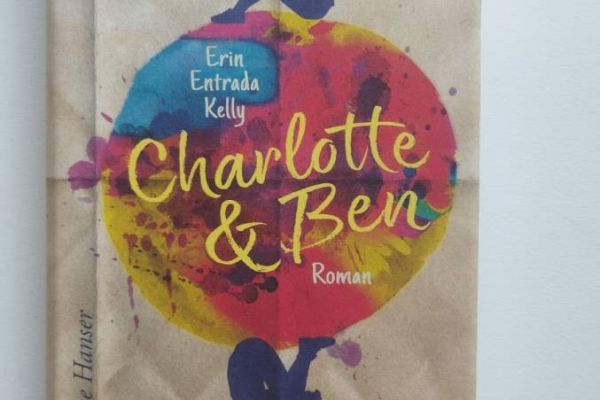 Erin
Entrada
Kelly
Charlotte
& Ben
Roman
e Hanser